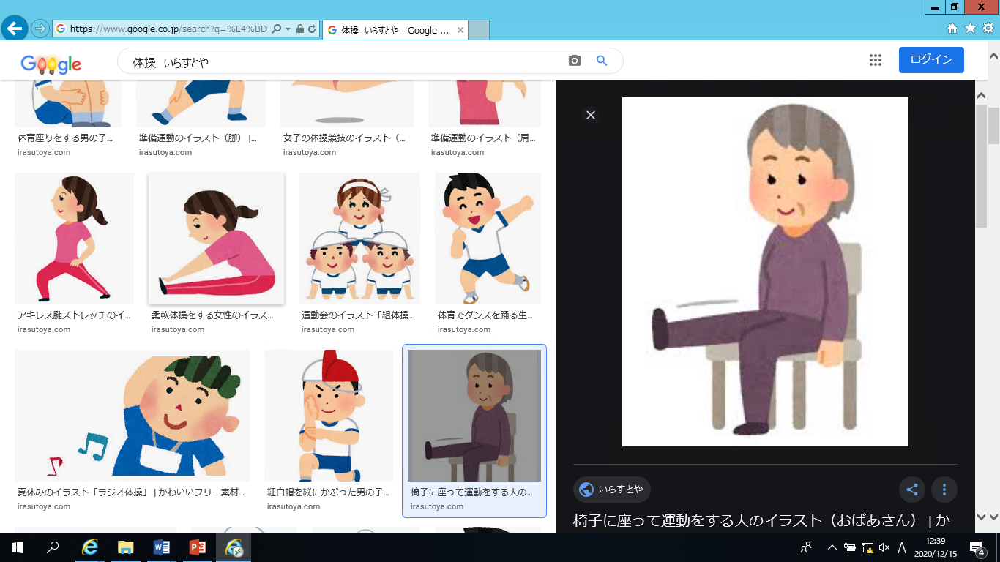 https://www.google.co.jp/search?q=%E4%BD
体操　いらすとや - Google ...
Google
体操　いらすとや
ログイン
体育座りをする男の子...
irasutoya.com
準備運動のイラスト（脚） |...
irasutoya.com
女子の体操競技のイラスト（...
irasutoya.com
準備運動のイラスト（肩...
irasutoya.com
アキレス腱ストレッチのイ...
irasutoya.com
柔軟体操をする女性のイラス...
irasutoya.com
運動会のイラスト「組体操...
irasutoya.com
体育でダンスを踊る生...
irasutoya.com
夏休みのイラスト「ラジオ体操」 | かわいいフリー素材...
irasutoya.com
紅白帽を縦にかぶった男の子...
irasutoya.com
椅子に座って運動をする人の...
irasutoya.com
いらすとや
椅子に座って運動をする人のイラスト（おばあさん） | か
A
12:39
2020/12/15
4